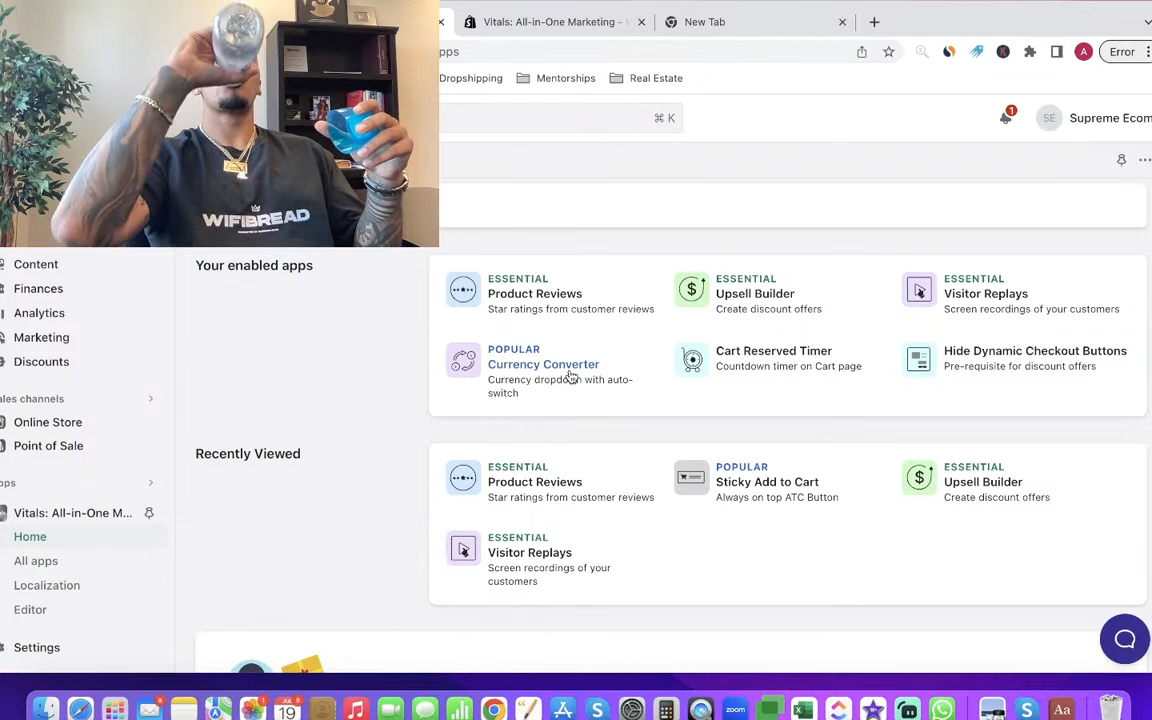 Vitals: All-in-One Marketing -
New Tab
pps
Error
Dropshipping
Mentorships
Real Estate
⌘ K
1
SE
Supreme Ecom
WIFIBREAD
Content
Finances
Analytics
Marketing
Discounts
ales channels
Online Store
Point of Sale
pps
Vitals: All-in-One M...
Home
All apps
Localization
Editor
Settings
Your enabled apps
ESSENTIAL
Product Reviews
Star ratings from customer reviews
ESSENTIAL
Upsell Builder
Create discount offers
ESSENTIAL
Visitor Replays
Screen recordings of your customers
POPULAR
Currency Converter
Currency dropdown with auto-
switch
Cart Reserved Timer
Countdown timer on Cart page
Hide Dynamic Checkout Buttons
Pre-requisite for discount offers
Recently Viewed
ESSENTIAL
Product Reviews
Star ratings from customer reviews
POPULAR
Sticky Add to Cart
Always on top ATC Button
ESSENTIAL
Upsell Builder
Create discount offers
ESSENTIAL
Visitor Replays
Screen recordings of your
customers
JUL
19
zoom
Aa